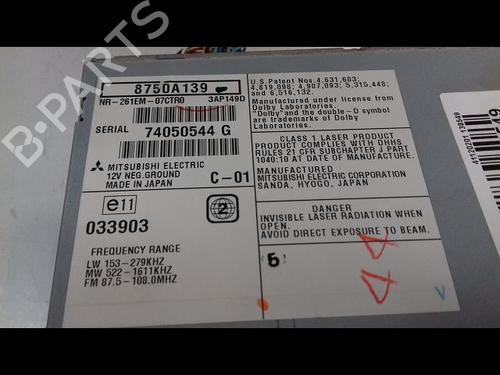 8750A139
NR-261EM-07CTR0 3AP149D
SERIAL 74050544 G
MITSUBISHI ELECTRIC
12V NEG.GROUND
MADE IN JAPAN
C-01
e11
2
033903
FREQUENCY RANGE
LW 153-279KHZ
MW 522-1611KHZ
FM 87.5-108.0MHZ
U.S.Patent Nos. 4,631,603;
4,819,098; 4,907,093; 5,315,448;
and 6,516,132.
Manufactured under license from
Dolby Laboratories.
"Dolby"and the double-D symbol
are trademarks of Dolby
Laboratories.
CLASS 1 LASER PRODUCT
PRODUCT COMPLIES WITH DHHS
RULES 21 CFR SUBCHAPTER J PART
1040:10 AT DATE OF MANUFACTURE.
MANUFACTURED
MITSUBISHI ELECTRIC CORPORATION
SANDA, HYOGO, JAPAN
DANGER
INVISIBLE LASER RADIATION WHEN
OPEN.
AVOID DIRECT EXPOSURE TO BEAM.
PARTS